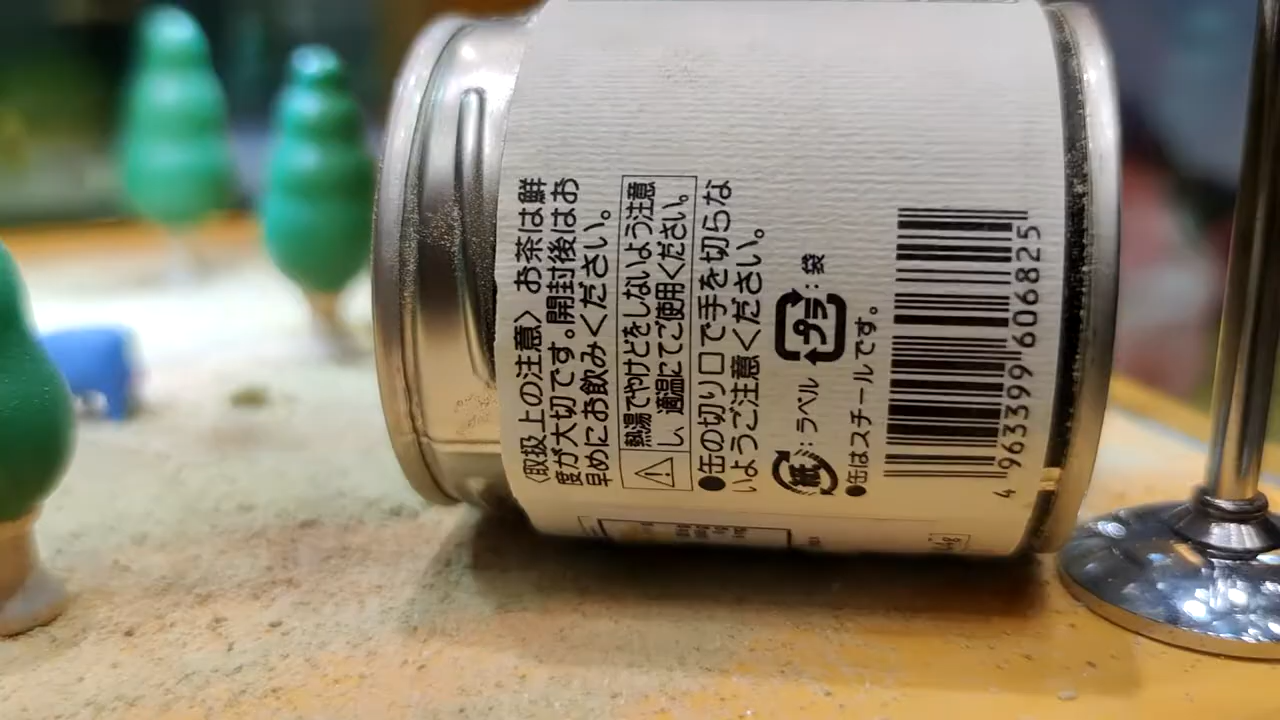 〈取扱上の注意〉 お茶は鮮
度が大切です。開封後はお
早めにお飲みください。
熱湯でやけどをしないよう注意
し、適温にてご使用ください。
●缶の切り口で手を切らな
いようご注意ください。
紙：ラベル プラ：袋
●缶はスチールです。
4 963399 606825